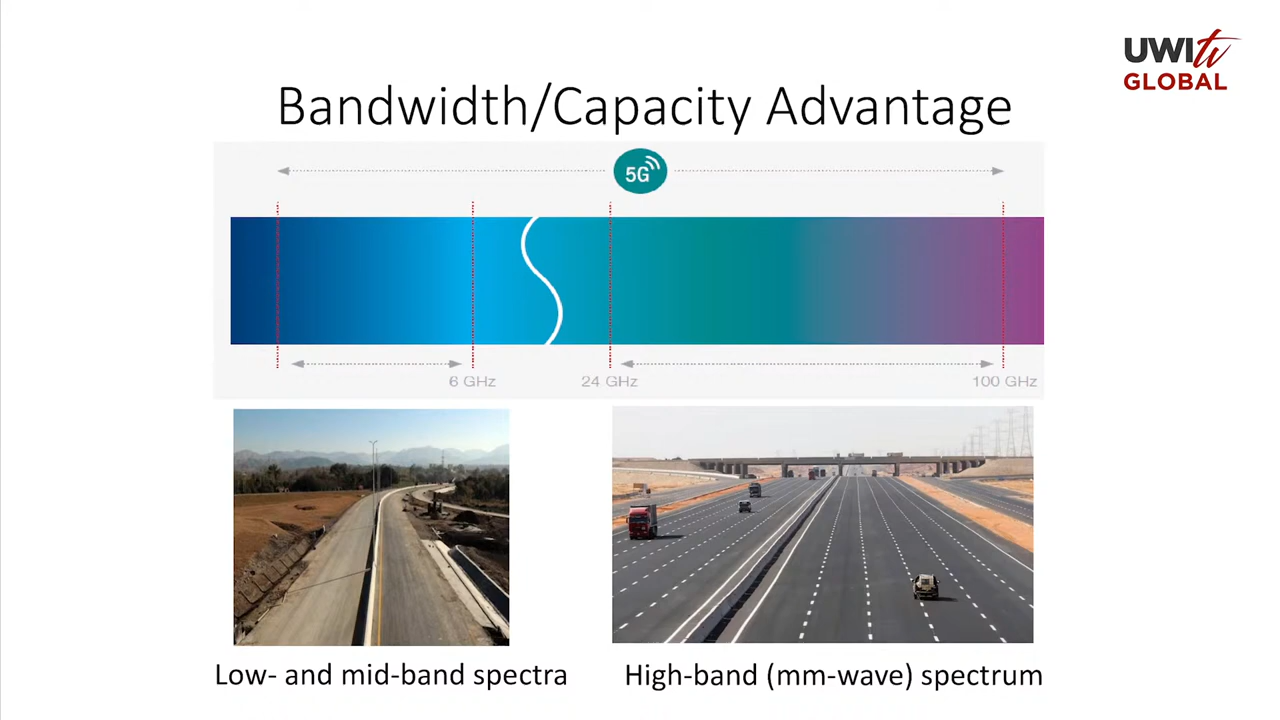 UWItv
GLOBAL
Bandwidth/Capacity Advantage
5G
6 GHz
24 GHz
100 GHz
Low- and mid-band spectra
High-band (mm-wave) spectrum